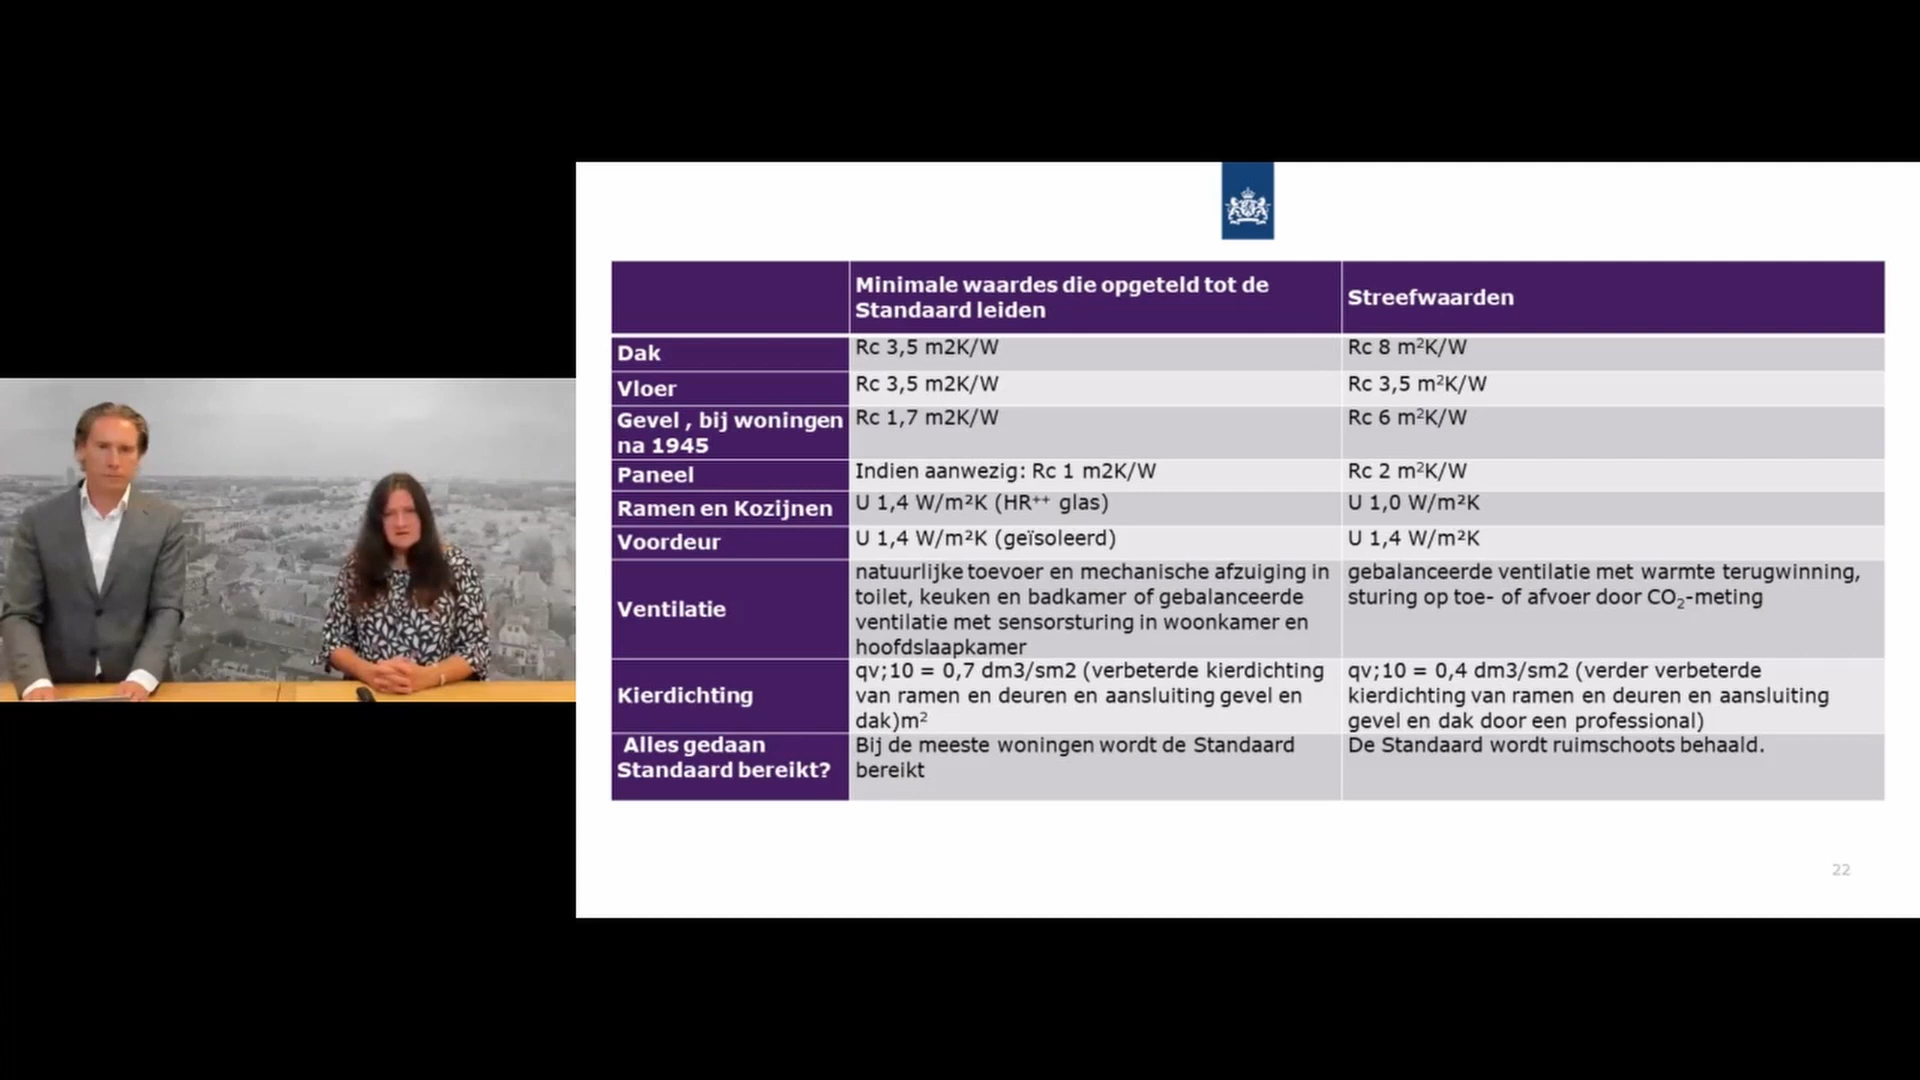 Minimale waardes die opgeteld tot de
Standaard leiden
Streefwaarden
Dak
Rc 3,5 m2K/W
Rc 8 m²K/W
Vloer
Rc 3,5 m2K/W
Rc 3,5 m²K/W
Gevel , bij woningen
na 1945
Rc 1,7 m2K/W
Rc 6 m²K/W
Paneel
Indien aanwezig: Rc 1 m2K/W
Rc 2 m²K/W
Ramen en Kozijnen
U 1,4 W/m²K (HR⁺⁺ glas)
U 1,0 W/m²K
Voordeur
U 1,4 W/m²K (geïsoleerd)
U 1,4 W/m²K
Ventilatie
natuurlijke toevoer en mechanische afzuiging in
toilet, keuken en badkamer of gebalanceerde
ventilatie met sensorsturing in woonkamer en
hoofdslaapkamer
gebalanceerde ventilatie met warmte terugwinning,
sturing op toe- of afvoer door CO₂-meting
Kierdichting
qv;10 = 0,7 dm3/sm2 (verbeterde kierdichting
van ramen en deuren en aansluiting gevel en
dak)m²
qv;10 = 0,4 dm3/sm2 (verder verbeterde
kierdichting van ramen en deuren en aansluiting
gevel en dak door een professional)
Alles gedaan
Standaard bereikt?
Bij de meeste woningen wordt de Standaard
bereikt
De Standaard wordt ruimschoots behaald.
22